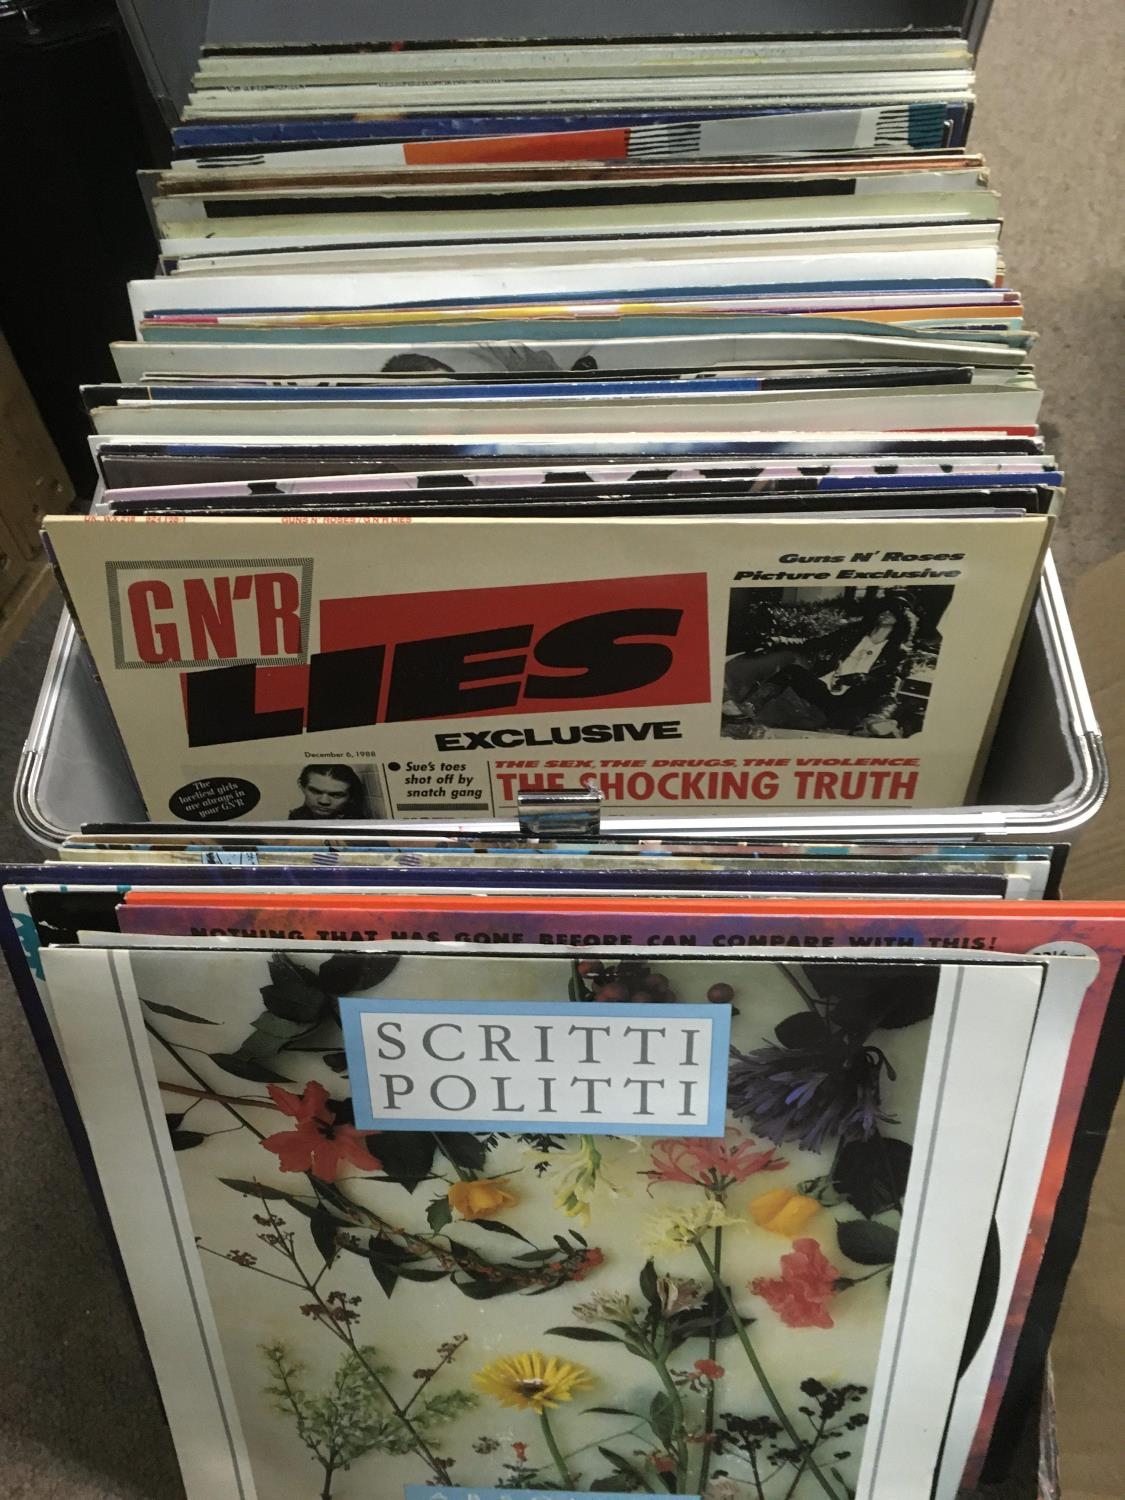 GUNS N' ROSES / G N' R LIES
GN'R
LIES
EXCLUSIVE
Guns N' Roses
Picture Exclusive
December 6, 1988
The
loveliest girls
are always in
your GN'R
Sue's toes
shot off by
snatch gang
THE SEX, THE DRUGS, THE VIOLENCE,
THE SHOCKING TRUTH
NOTHING THAT HAS GONE BEFORE CAN COMPARE WITH THIS!
SCRITTI
POLITTI